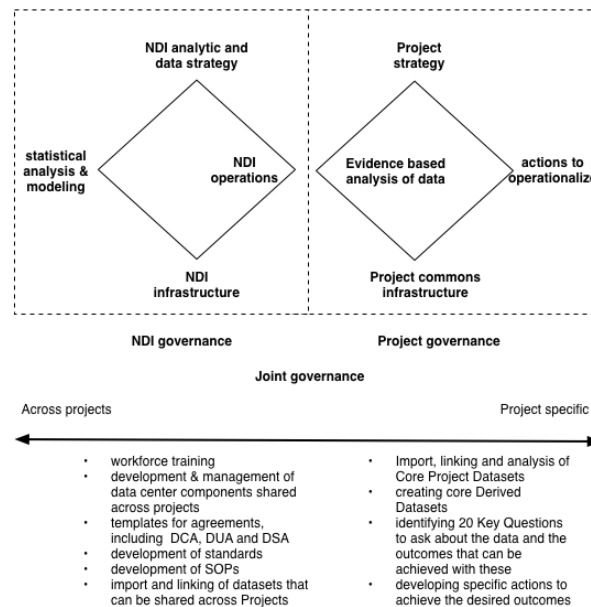 NDI analytic and
data strategy
Project
strategy
statistical
analysis &
modeling
NDI
operations
Evidence based
analysis of data
actions to
operationalize
NDI
infrastructure
Project commons
infrastructure
NDI governance
Project governance
Joint governance
Across projects
Project specific
• workforce training
• development & management of
data center components shared
across projects
• templates for agreements,
including DCA, DUA and DSA
• development of standards
• development of SOPs
• import and linking of datasets that
can be shared across Projects
• Import, linking and analysis of
Core Project Datasets
• creating core Derived
Datasets
• identifying 20 Key Questions
to ask about the data and the
outcomes that can be
achieved with these
• developing specific actions to
achieve the desired outcomes